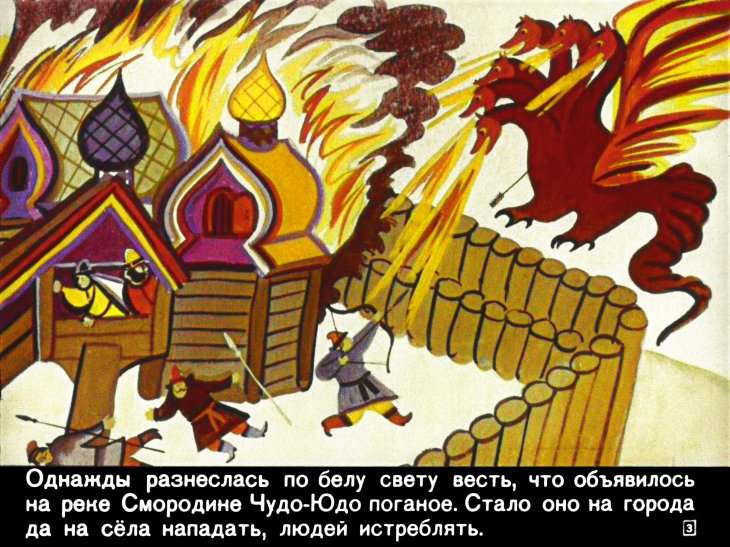 Однажды разнеслась по белу свету весть, что объявилось
на реке Смородине Чудо-Юдо поганое. Стало оно на города
да на сёла нападать, людей истреблять.
3